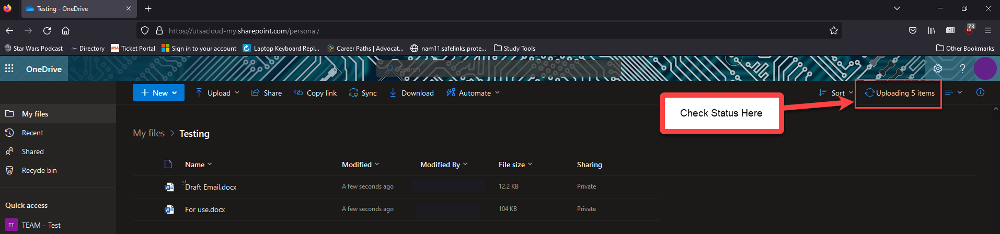 Testing - OneDrive
https://utsacloud-my.sharepoint.com/personal/
73
Star Wars Podcast
Directory
UTSA
Ticket Portal
Sign in to your account
Laptop Keyboard Repl...
Career Paths | Advocat...
nam11.safelinks.prote...
Study Tools
Other Bookmarks
OneDrive
Search
?
New
Upload
Share
Copy link
Sync
Download
Automate
Sort
Uploading 5 items
Check Status Here
My files
Recent
Shared
Recycle bin
Quick access
TT
TEAM - Test
My files > Testing
Name Modified Modified By File size Sharing
Draft Email.docx A few seconds ago 12.2 KB Private
For use.docx A few seconds ago 104 KB Private